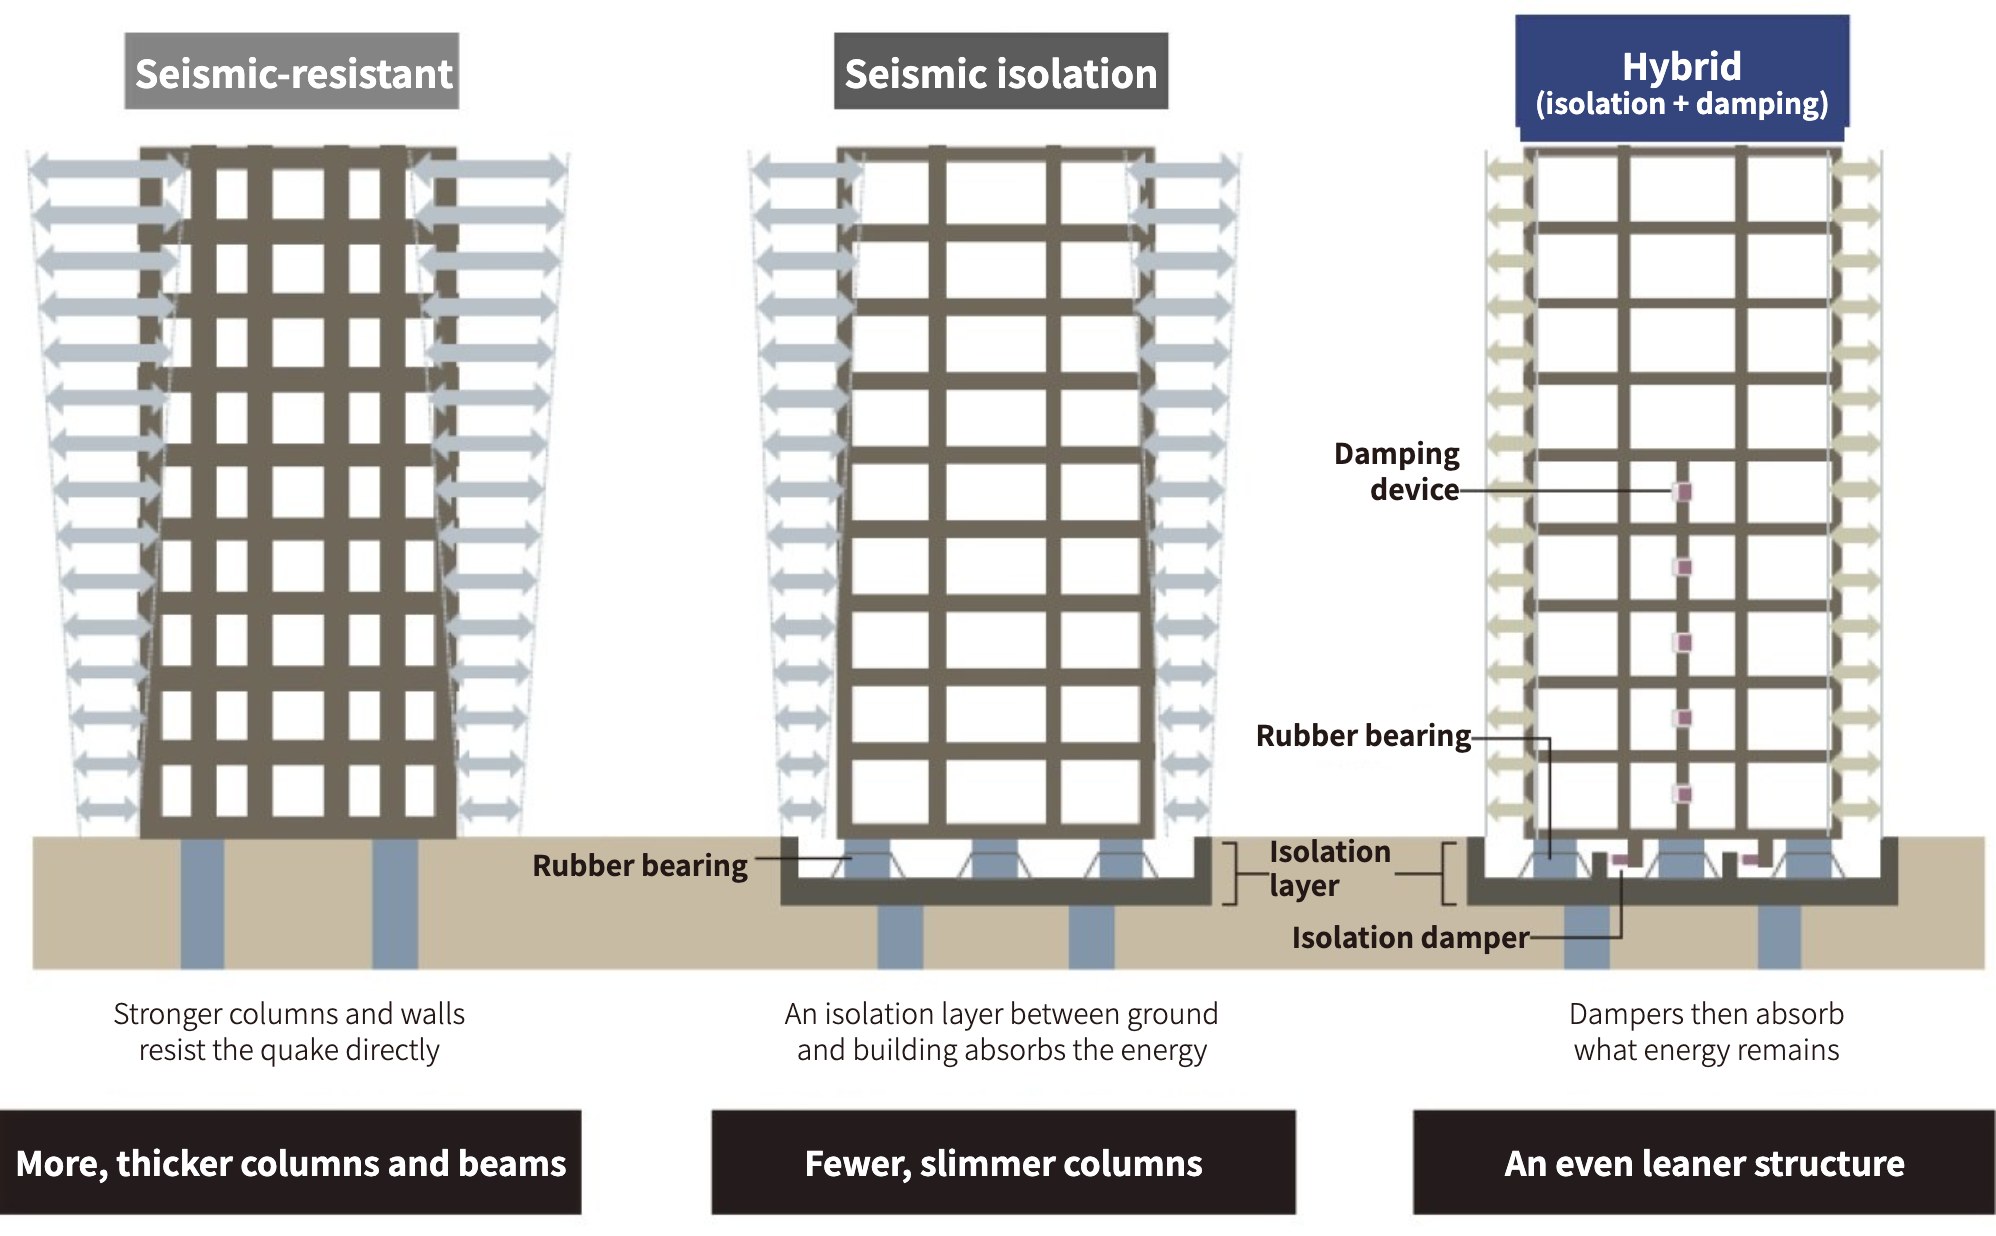 Seismic-resistant
Seismic isolation
Hybrid
(isolation + damping)
Damping
device
Rubber bearing
Rubber bearing
Isolation
layer
Isolation damper
Stronger columns and walls
resist the quake directly
An isolation layer between ground
and building absorbs the energy
Dampers then absorb
what energy remains
More, thicker columns and beams
Fewer, slimmer columns
An even leaner structure